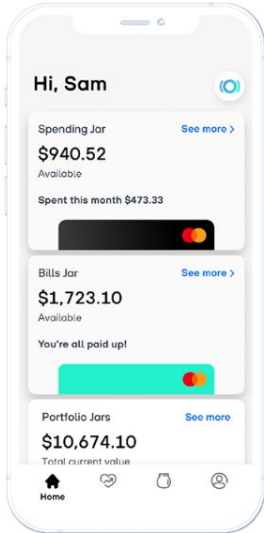 Hi, Sam
Spending Jar See more >
$940.52
Available
Spent this month $473.33
Bills Jar See more >
$1,723.10
Available
You're all paid up!
Portfolio Jars See more
$10,674.10
Total current value
Home